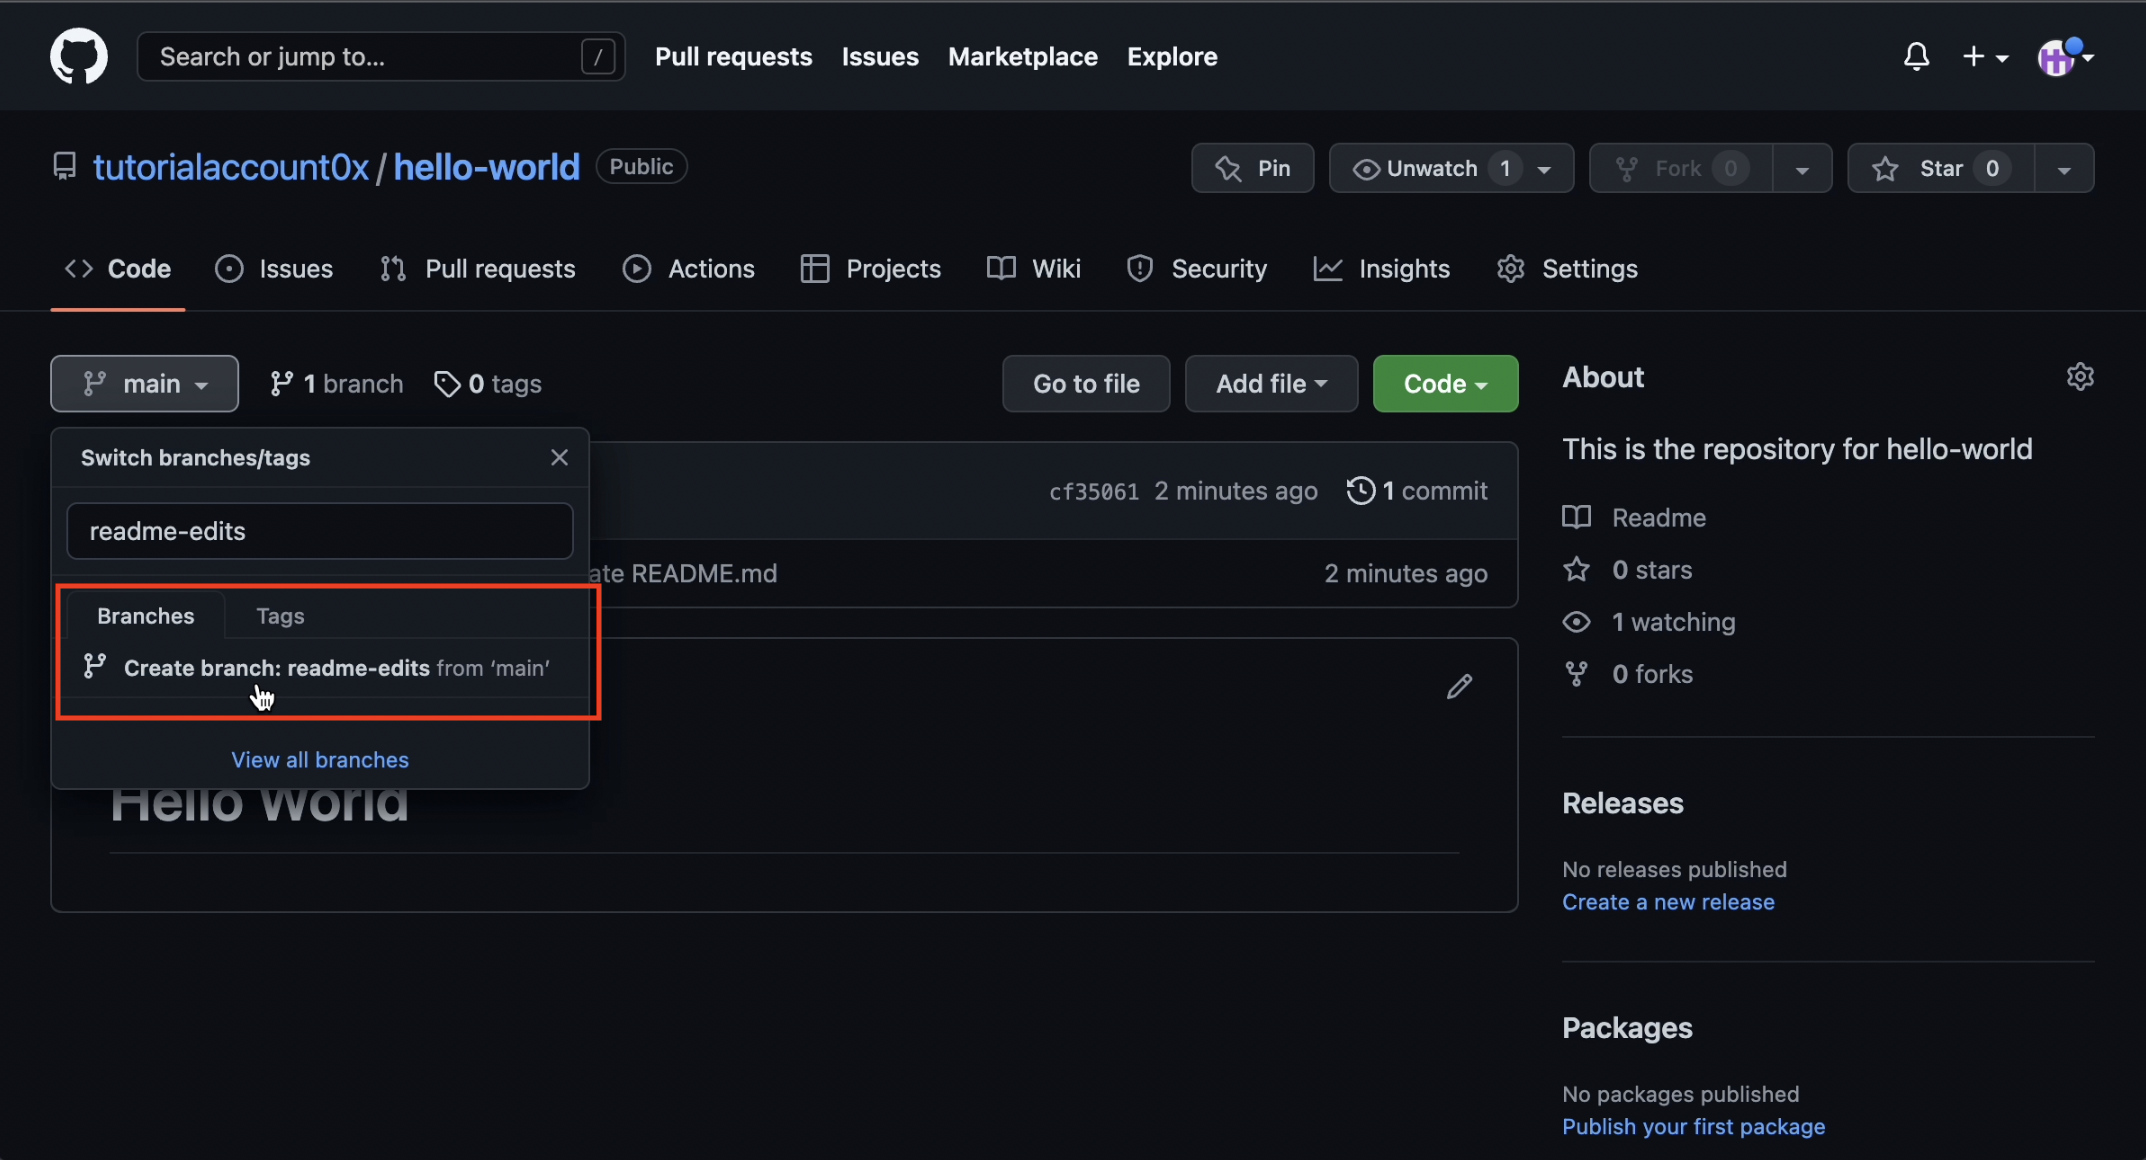 Search or jump to... /
Pull requests
Issues
Marketplace
Explore
tutorialaccount0x / hello-world Public
Pin
Unwatch 1
Fork 0
Star 0
Code
Issues
Pull requests
Actions
Projects
Wiki
Security
Insights
Settings
main
1 branch
0 tags
Go to file
Add file
Code
Switch branches/tags
readme-edits
Branches
Tags
Create branch: readme-edits from ‘main’
View all branches
cf35061 2 minutes ago
1 commit
ate README.md
2 minutes ago
Hello World
About
This is the repository for hello-world
Readme
0 stars
1 watching
0 forks
Releases
No releases published
Create a new release
Packages
No packages published
Publish your first package